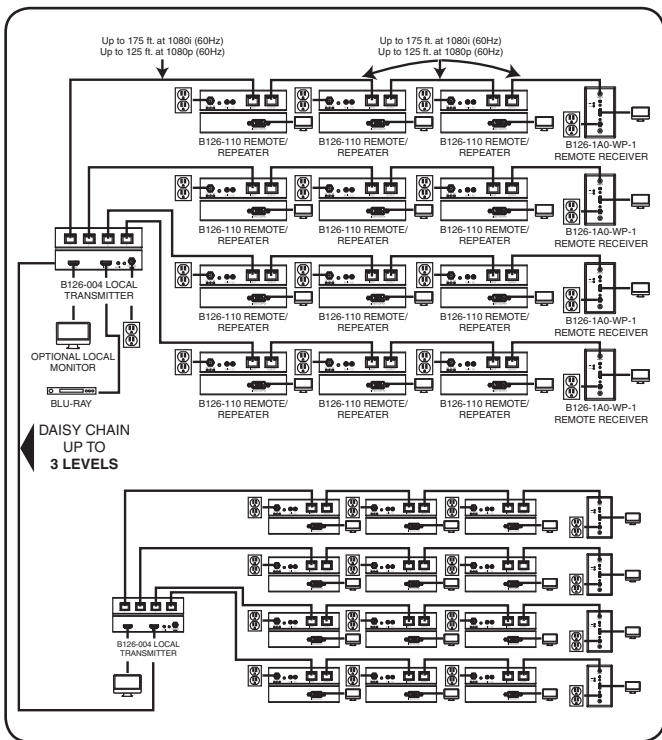 Up to 175 ft. at 1080i (60Hz)
Up to 125 ft. at 1080p (60Hz)
Up to 175 ft. at 1080i (60Hz)
Up to 125 ft. at 1080p (60Hz)
B126-110 REMOTE/
REPEATER
B126-110 REMOTE/
REPEATER
B126-110 REMOTE/
REPEATER
B126-1A0-WP-1
REMOTE RECEIVER
B126-110 REMOTE/
REPEATER
B126-110 REMOTE/
REPEATER
B126-110 REMOTE/
REPEATER
B126-1A0-WP-1
REMOTE RECEIVER
B126-004 LOCAL
TRANSMITTER
B126-110 REMOTE/
REPEATER
B126-110 REMOTE/
REPEATER
B126-110 REMOTE/
REPEATER
B126-1A0-WP-1
REMOTE RECEIVER
OPTIONAL LOCAL
MONITOR
BLU-RAY
B126-110 REMOTE/
REPEATER
B126-110 REMOTE/
REPEATER
B126-110 REMOTE/
REPEATER
B126-1A0-WP-1
REMOTE RECEIVER
DAISY CHAIN
UP TO
3 LEVELS
B126-004 LOCAL
TRANSMITTER